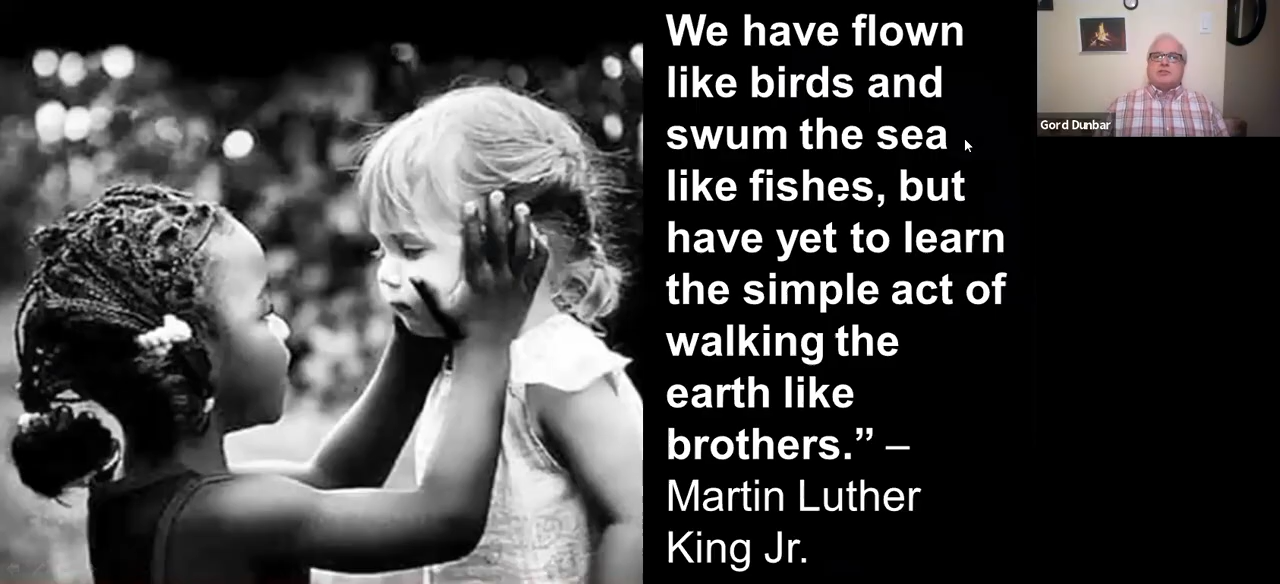 We have flown
like birds and
swum the sea
like fishes, but
have yet to learn
the simple act of
walking the
earth like
brothers.” –
Martin Luther
King Jr.
Gord Dunbar